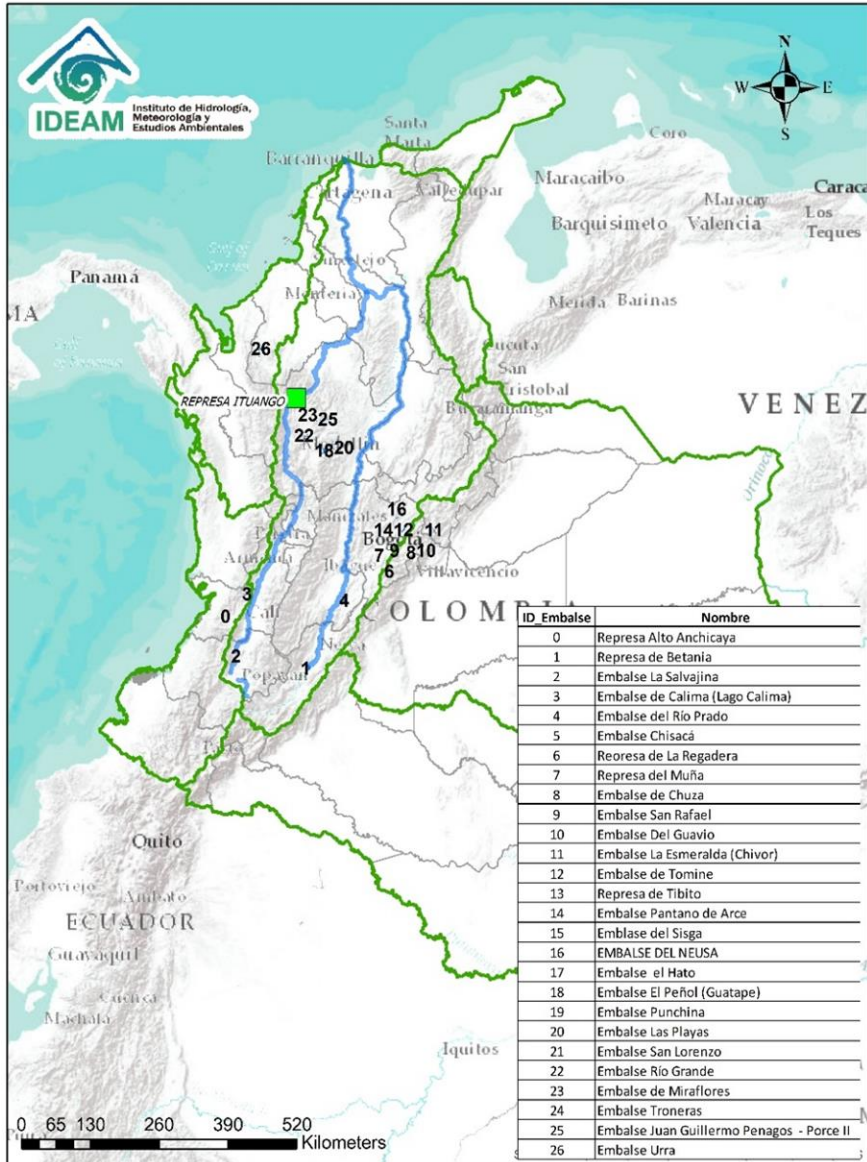 IDEAM
Instituto de Hidrología,
Meteorología y
Estudios Ambientales
N
W
E
S
Santa
Marta
Barranquilla
Coro
Maracaibo
Valledupar
Maracay
Barquisimeto
Valencia
Los
Teques
Panamá
Montería
Merida
Barinas
26
San
REPRESA ITUANGO
23
25
22
18
20
VENEZ
Orinoco
16
Manizales
14
12
11
Bogotá
7
9
8
10
Armenia
6
Villavicencio
3
4
0
Cali
COLOMBIA
2
1
Popayan
Quito
Portoviejo
Ambato
ECUADOR
Guayaquil
Cuenca
Machala
Iquitos
ID_Embalse Nombre
0 Represa Alto Anchicaya
1 Represa de Betania
2 Embalse La Salvajina
3 Embalse de Calima (Lago Calima)
4 Embalse del Río Prado
5 Embalse Chisacá
6 Reoresa de La Regadera
7 Represa del Muña
8 Embalse de Chuza
9 Embalse San Rafael
10 Embalse Del Guavio
11 Embalse La Esmeralda (Chivor)
12 Embalse de Tomine
13 Represa de Tibito
14 Embalse Pantano de Arce
15 Emblase del Sisga
16 EMBALSE DEL NEUSA
17 Embalse el Hato
18 Embalse El Peñol (Guatape)
19 Embalse Punchina
20 Embalse Las Playas
21 Embalse San Lorenzo
22 Embalse Río Grande
23 Embalse de Miraflores
24 Embalse Troneras
25 Embalse Juan Guillermo Penagos - Porce II
26 Embalse Urra
0 65 130 260 390 520
Kilometers